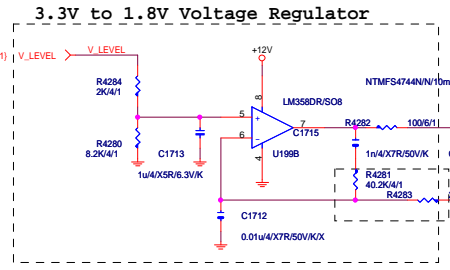 3.3V to 1.8V Voltage Regulator
V_LEVEL
V_LEVEL
+12V
R4284
2K/4/1
NTMFS4744N/N/10m
8
LM358DR/SO8
5
+
7
R4282
100/6/1
C1715
6
-
R4280
8.2K/4/1
C1713
4
U199B
1u/4/X5R/6.3V/K
1n/4/X7R/50V/K
R4281
40.2K/4/1
R4283
C1712
0.01u/4/X7R/50V/K/X